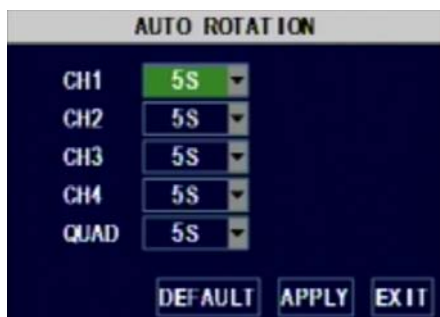 AUTO ROTATION
CH1 5S
CH2 5S
CH3 5S
CH4 5S
QUAD 5S
DEFAULT APPLY EXIT